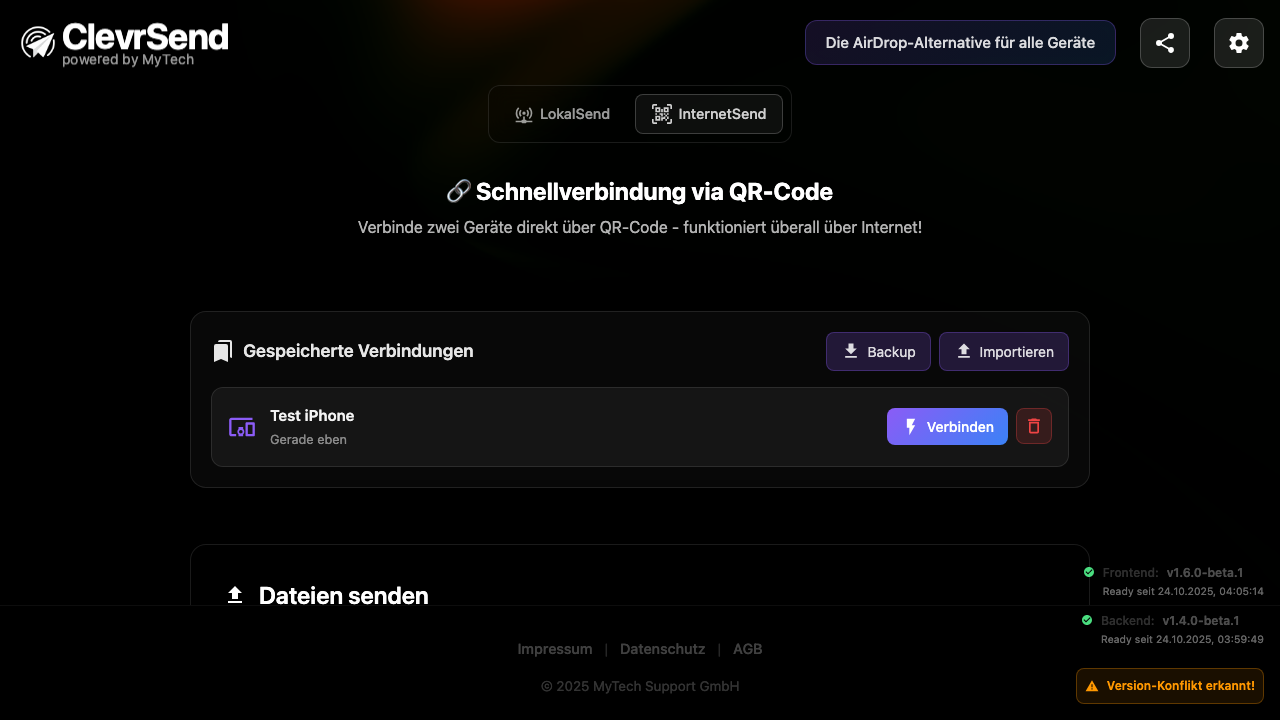 ClevrSend
powered by MyTech
Die AirDrop-Alternative für alle Geräte
LokalSend
InternetSend
Schnellverbindung via QR-Code
Verbinde zwei Geräte direkt über QR-Code - funktioniert überall über Internet!
Gespeicherte Verbindungen
Backup
Importieren
Test iPhone
Gerade eben
Verbinden
Dateien senden
Frontend: v1.6.0-beta.1
Ready seit 24.10.2025, 04:05:14
Backend: v1.4.0-beta.1
Ready seit 24.10.2025, 03:59:49
Impressum | Datenschutz | AGB
© 2025 MyTech Support GmbH
Version-Konflikt erkannt!